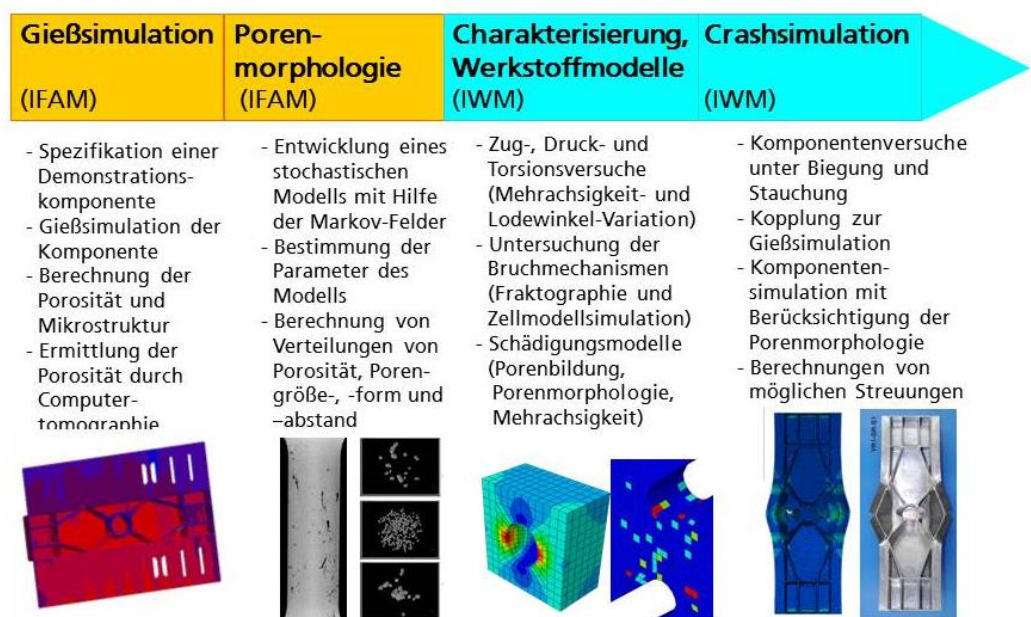 Gießsimulation
(IFAM)
- Spezifikation einer
Demonstrations-
komponente
- Gießsimulation der
Komponente
- Berechnung der
Porosität und
Mikrostruktur
- Ermittlung der
Porosität durch
Computer-
tomographie
Poren-
morphologie
(IFAM)
- Entwicklung eines
stochastischen
Modells mit Hilfe
der Markov-Felder
- Bestimmung der
Parameter des
Modells
- Berechnung von
Verteilungen von
Porosität, Poren-
größe-, -form und
–abstand
Charakterisierung,
Werkstoffmodelle
(IWM)
- Zug-, Druck- und
Torsionsversuche
(Mehrachsigkeit- und
Lodewinkel-Variation)
- Untersuchung der
Bruchmechanismen
(Fraktographie und
Zellmodellsimulation)
- Schädigungsmodelle
(Porenbildung,
Porenmorphologie,
Mehrachsigkeit)
Crashsimulation
(IWM)
- Komponentenversuche
unter Biegung und
Stauchung
- Kopplung zur
Gießsimulation
- Komponenten-
simulation mit
Berücksichtigung der
Porenmorphologie
- Berechnungen von
möglichen Streuungen